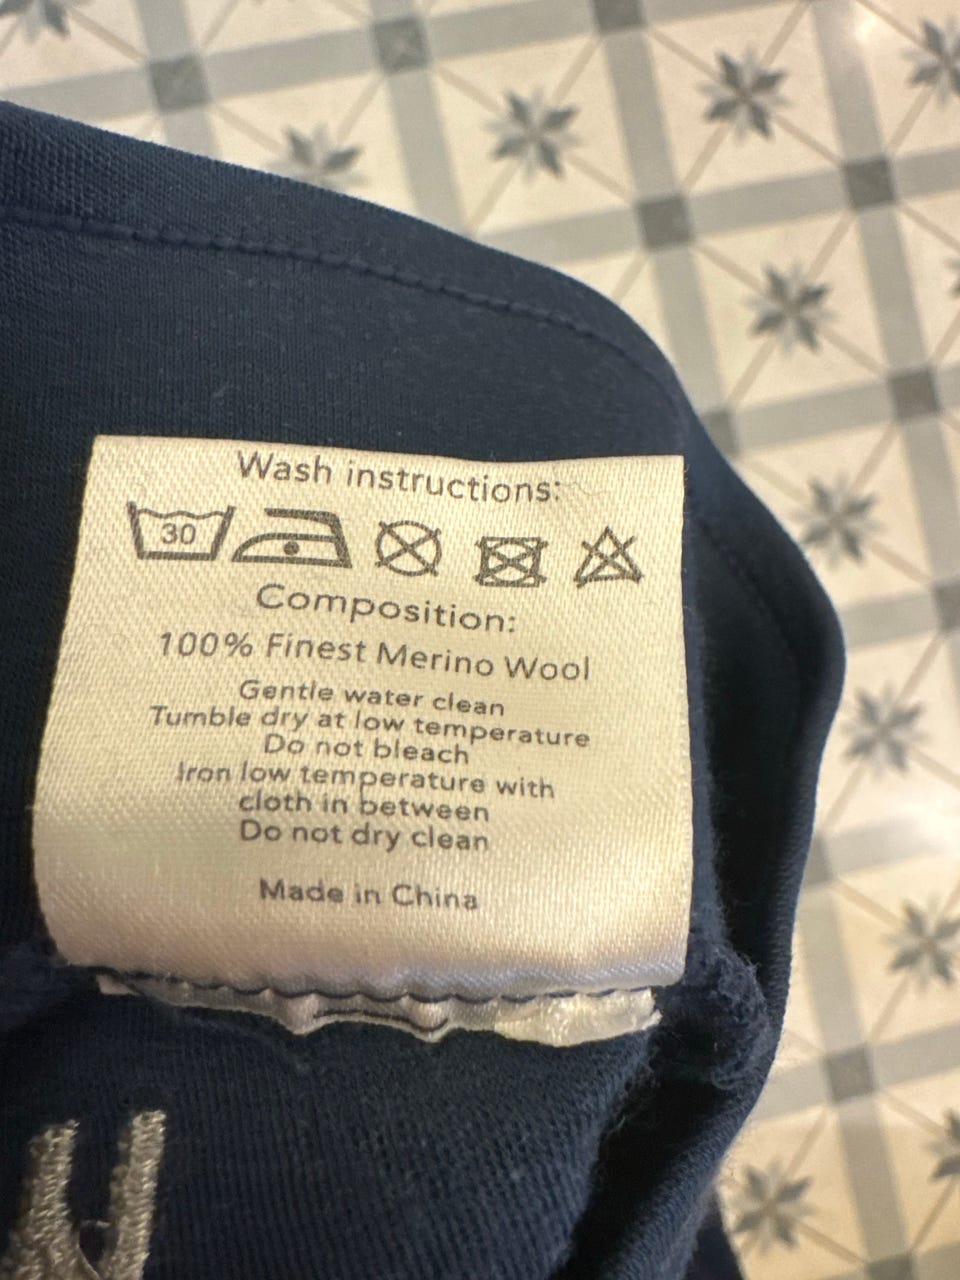 Wash instructions:
30
Composition:
100% Finest Merino Wool
Gentle water clean
Tumble dry at low temperature
Do not bleach
Iron low temperature with
cloth in between
Do not dry clean
Made in China